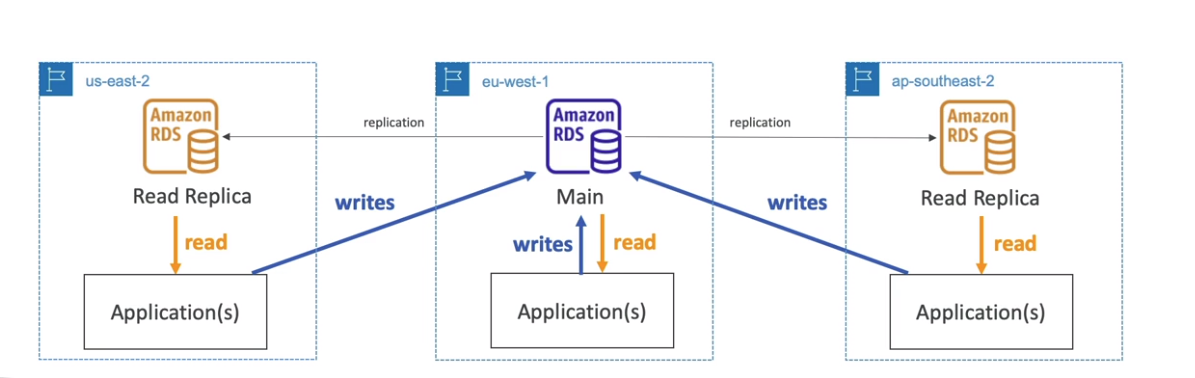 us-east-2
Amazon
RDS
Read Replica
read
Application(s)
replication
writes
eu-west-1
Amazon
RDS
Main
writes
read
Application(s)
replication
writes
ap-southeast-2
Amazon
RDS
Read Replica
read
Application(s)